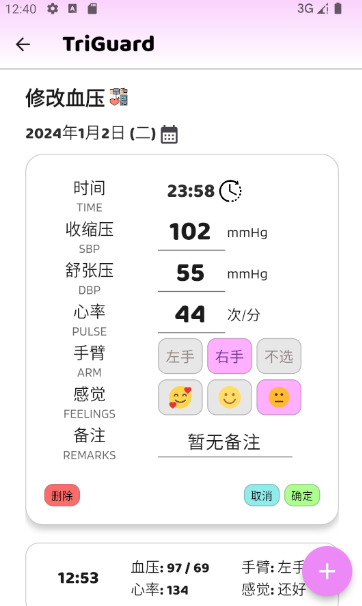 12:40
3G
TriGuard
修改血压
2024年1月2日 (二)
时间 23:58
TIME
收缩压 102 mmHg
SBP
舒张压 55 mmHg
DBP
心率 44 次/分
PULSE
手臂 左手 右手 不选
ARM
感觉
FEELINGS
备注 暂无备注
REMARKS
删除 取消 确定
血压: 97 / 69 手臂: 左手
12:53
心率: 134 感觉: 还好